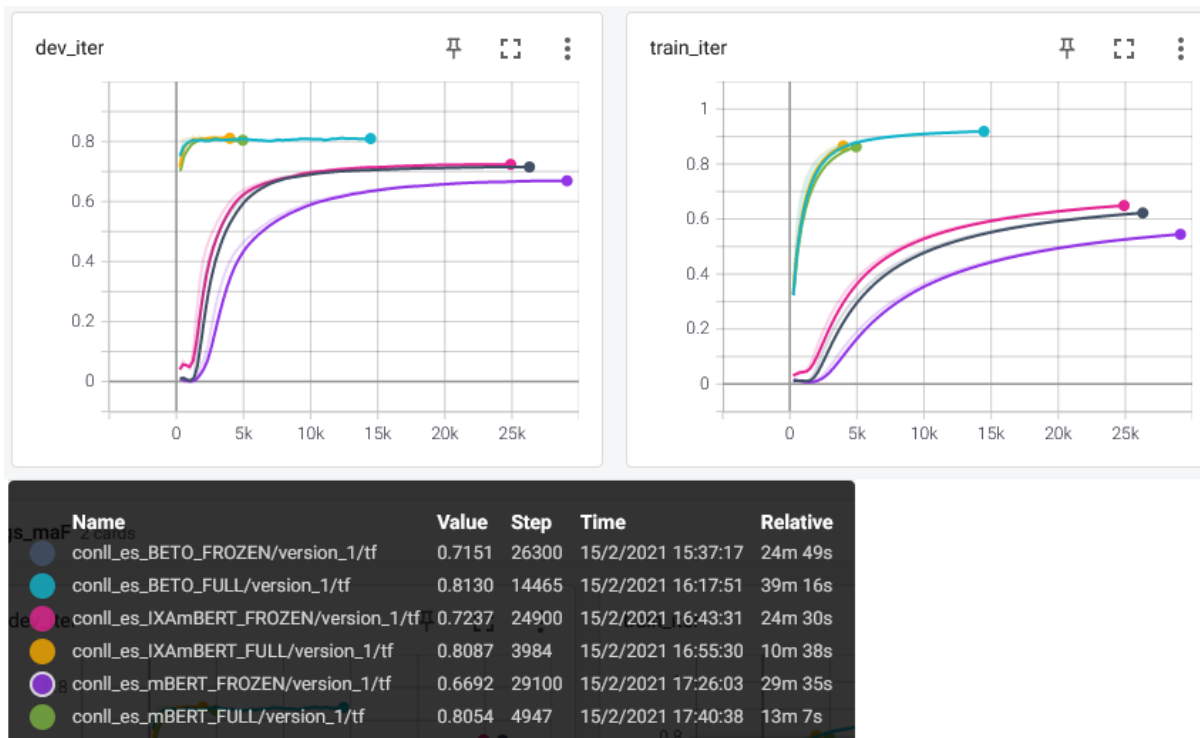 dev_iter
train_iter
0.8
0.6
0.4
0.2
0
0
5k
10k
15k
20k
25k
1
0.8
0.6
0.4
0.2
0
0
5k
10k
15k
20k
25k
gs_maF 2 cards
Name Value Step Time Relative
conll_es_BETO_FROZEN/version_1/tf 0.7151 26300 15/2/2021 15:37:17 24m 49s
conll_es_BETO_FULL/version_1/tf 0.8130 14465 15/2/2021 16:17:51 39m 16s
conll_es_IXAmBERT_FROZEN/version_1/tf 0.7237 24900 15/2/2021 16:43:31 24m 30s
conll_es_IXAmBERT_FULL/version_1/tf 0.8087 3984 15/2/2021 16:55:30 10m 38s
conll_es_mBERT_FROZEN/version_1/tf 0.6692 29100 15/2/2021 17:26:03 29m 35s
conll_es_mBERT_FULL/version_1/tf 0.8054 4947 15/2/2021 17:40:38 13m 7s
0.8